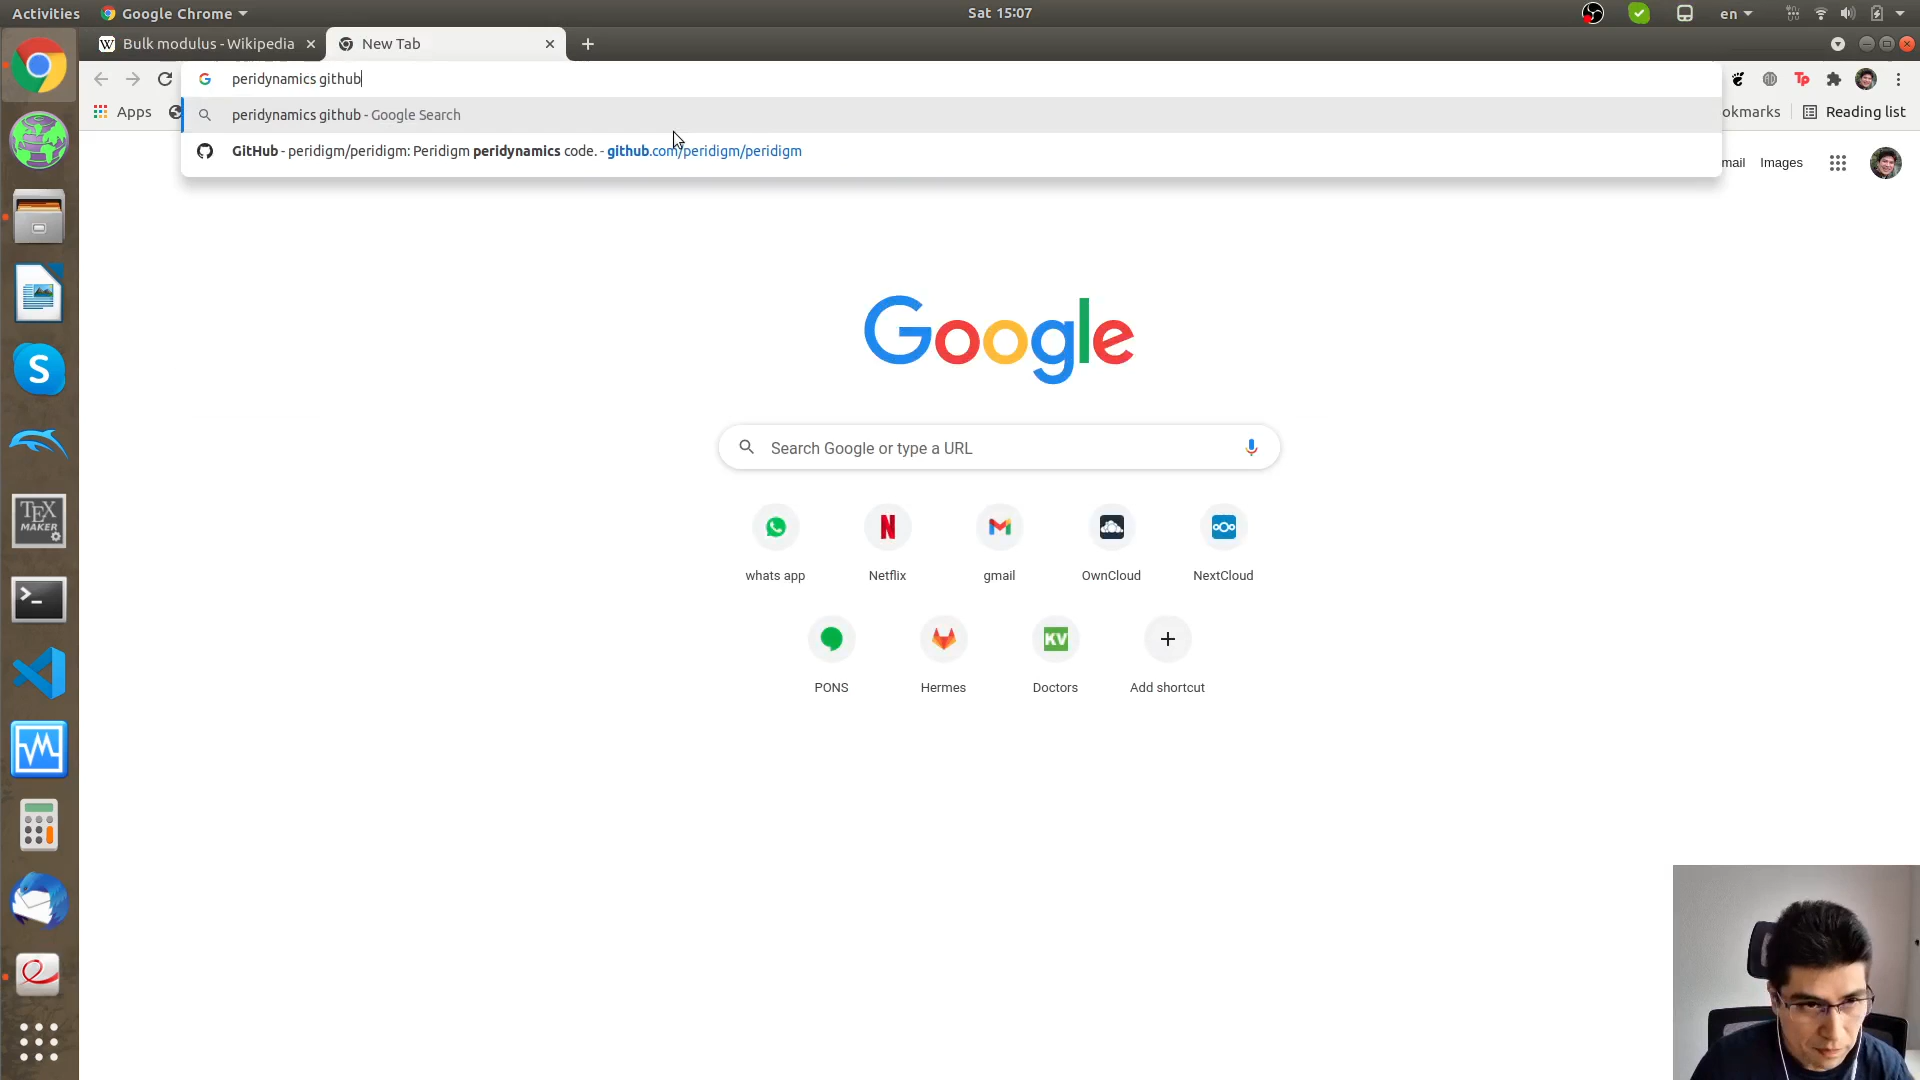 Activities
Google Chrome
Sat 15:07
en
Bulk modulus - Wikipedia
New Tab
peridynamics github
Apps
okmarks
Reading list
peridynamics github - Google Search
GitHub - peridigm/peridigm: Peridigm peridynamics code. - github.com/peridigm/peridigm
mail
Images
Google
Search Google or type a URL
whats app
Netflix
gmail
OwnCloud
NextCloud
KV
PONS
Hermes
Doctors
Add shortcut
S
TEX
MAKER
Tp